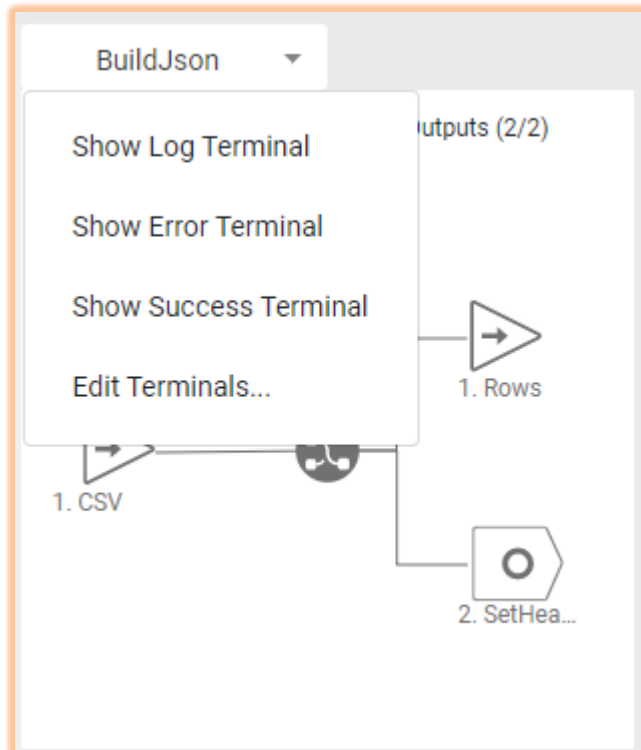 BuildJson
Show Log Terminal
(2/2)
Show Error Terminal
Show Success Terminal
Edit Terminals...
1. Rows
1. CSV
2. SetHea...